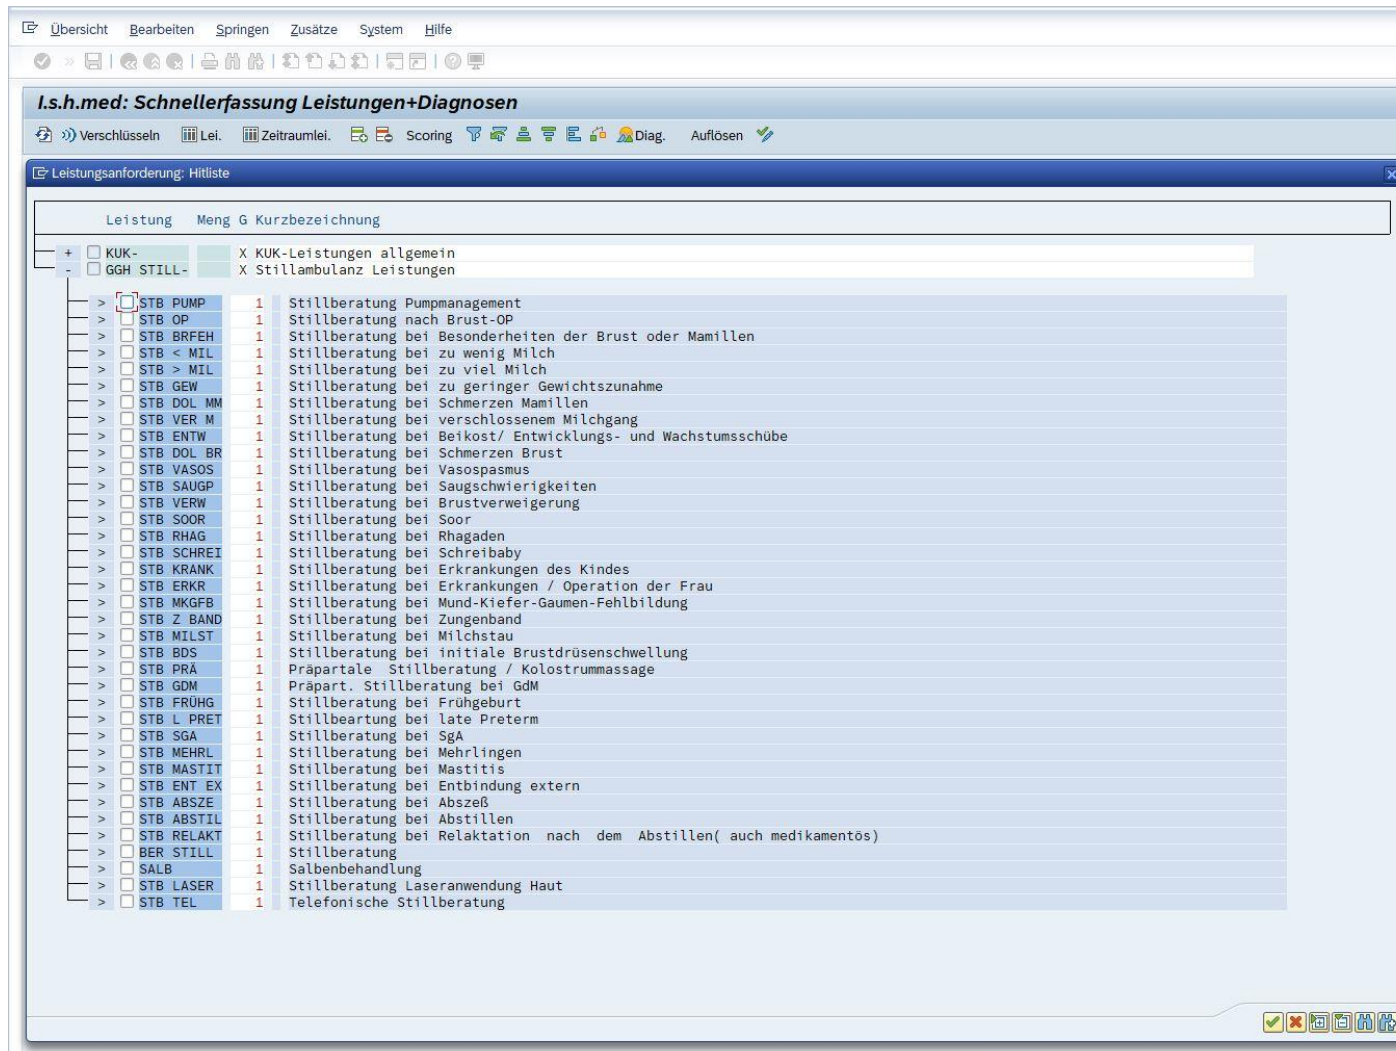 Übersicht Bearbeiten Springen Zusätze System Hilfe
I.s.h.med: Schnellerfassung Leistungen+Diagnosen
Verschlüsseln Lei. Zeitraumlei. Scoring Diag. Auflösen
Leistungsanforderung: Hitliste
Leistung Meng G Kurzbezeichnung
+ KUK- X KUK-Leistungen allgemein
- GGH STILL- X Stillambulanz Leistungen
> STB PUMP 1 Stillberatung Pumpmanagement
> STB OP 1 Stillberatung nach Brust-OP
> STB BRFEH 1 Stillberatung bei Besonderheiten der Brust oder Mamillen
> STB < MIL 1 Stillberatung bei zu wenig Milch
> STB > MIL 1 Stillberatung bei zu viel Milch
> STB GEW 1 Stillberatung bei zu geringer Gewichtszunahme
> STB DOL MM 1 Stillberatung bei Schmerzen Mamillen
> STB VER M 1 Stillberatung bei verschlossenem Milchgang
> STB ENTW 1 Stillberatung bei Beikost/ Entwicklungs- und Wachstumsschübe
> STB DOL BR 1 Stillberatung bei Schmerzen Brust
> STB VASOS 1 Stillberatung bei Vasospasmus
> STB SAUGP 1 Stillberatung bei Saugschwierigkeiten
> STB VERW 1 Stillberatung bei Brustverweigerung
> STB SOOR 1 Stillberatung bei Soor
> STB RHAG 1 Stillberatung bei Rhagaden
> STB SCHREI 1 Stillberatung bei Schreibaby
> STB KRANK 1 Stillberatung bei Erkrankungen des Kindes
> STB ERKR 1 Stillberatung bei Erkrankungen / Operation der Frau
> STB MKGFB 1 Stillberatung bei Mund-Kiefer-Gaumen-Fehlbildung
> STB Z BAND 1 Stillberatung bei Zungenband
> STB MILST 1 Stillberatung bei Milchstau
> STB BDS 1 Stillberatung bei initiale Brustdrüsenschwellung
> STB PRÄ 1 Präpartale Stillberatung / Kolostrummassage
> STB GDM 1 Präpart. Stillberatung bei GdM
> STB FRÜHG 1 Stillberatung bei Frühgeburt
> STB L PRET 1 Stillbeartung bei late Preterm
> STB SGA 1 Stillberatung bei SgA
> STB MEHRL 1 Stillberatung bei Mehrlingen
> STB MASTIT 1 Stillberatung bei Mastitis
> STB ENT EX 1 Stillberatung bei Entbindung extern
> STB ABSZE 1 Stillberatung bei Abszeß
> STB ABSTIL 1 Stillberatung bei Abstillen
> STB RELAKT 1 Stillberatung bei Relaktation nach dem Abstillen( auch medikamentös)
> BER STILL 1 Stillberatung
> SALB 1 Salbenbehandlung
> STB LASER 1 Stillberatung Laseranwendung Haut
> STB TEL 1 Telefonische Stillberatung